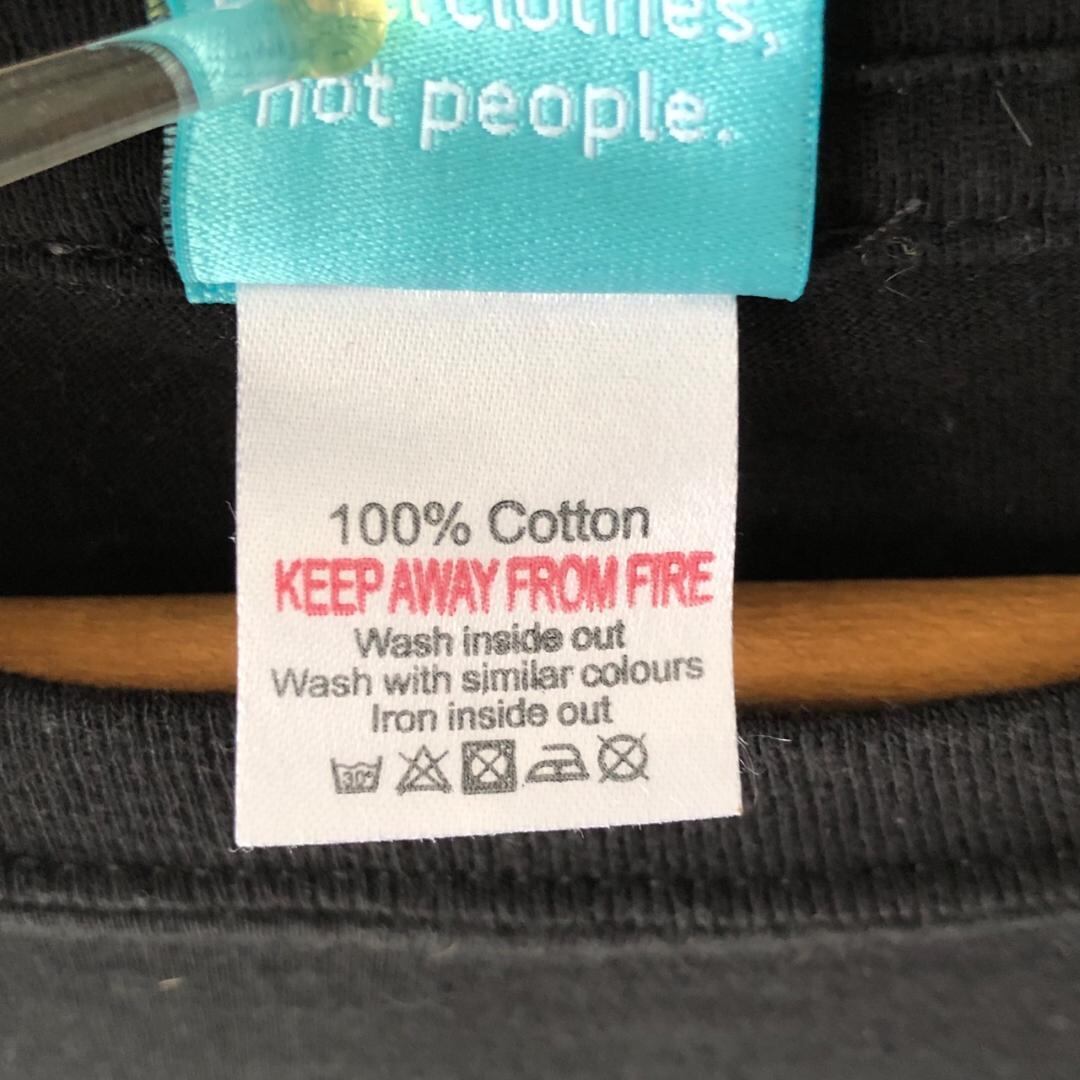 clothes,
not people.
100% Cotton
KEEP AWAY FROM FIRE
Wash inside out
Wash with similar colours
Iron inside out
30°